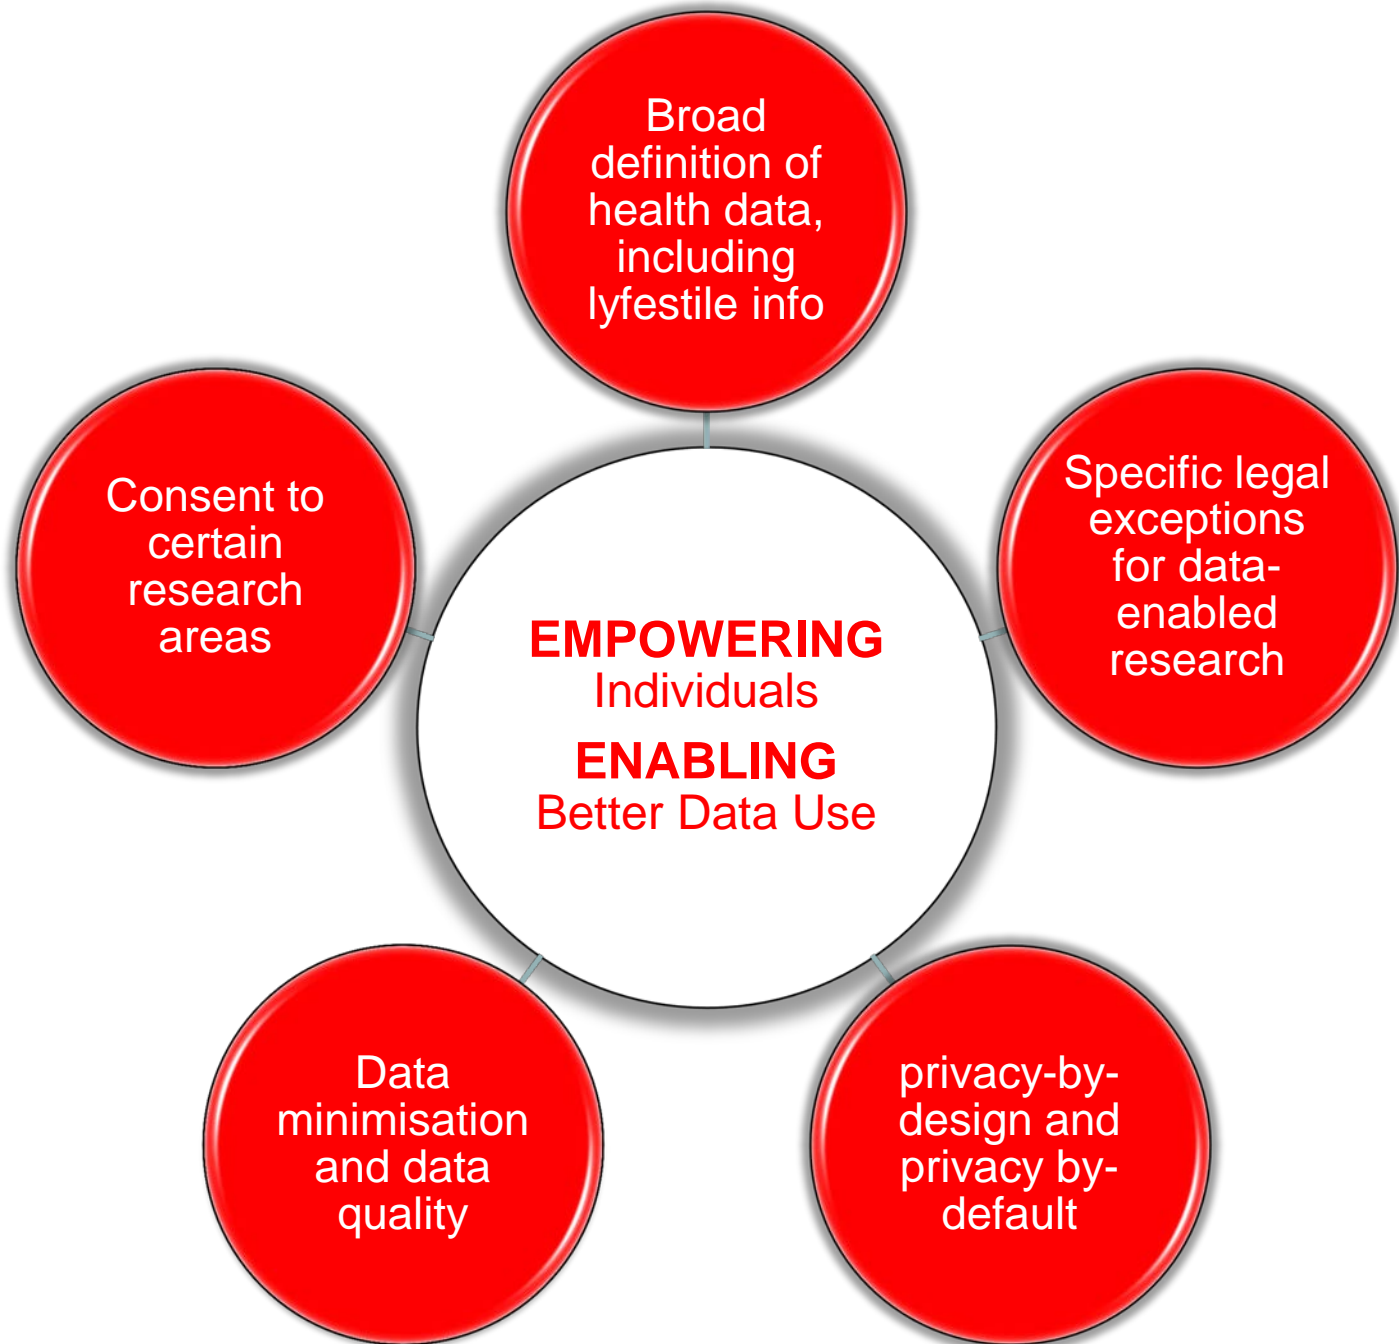 Broad
definition of
health data,
including
lyfestile info
Specific legal
exceptions
for data-
enabled
research
privacy-by-
design and
privacy by-
default
Data
minimisation
and data
quality
Consent to
certain
research
areas
EMPOWERING
Individuals
ENABLING
Better Data Use